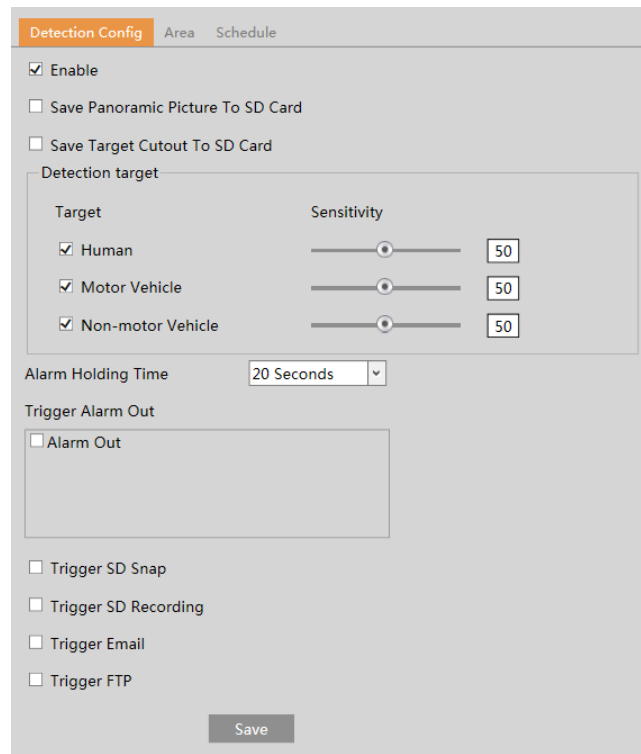 Detection Config Area Schedule
Enable
Save Panoramic Picture To SD Card
Save Target Cutout To SD Card
Detection target
Target Sensitivity
Human 50
Motor Vehicle 50
Non-motor Vehicle 50
Alarm Holding Time 20 Seconds
Trigger Alarm Out
Alarm Out
Trigger SD Snap
Trigger SD Recording
Trigger Email
Trigger FTP
Save